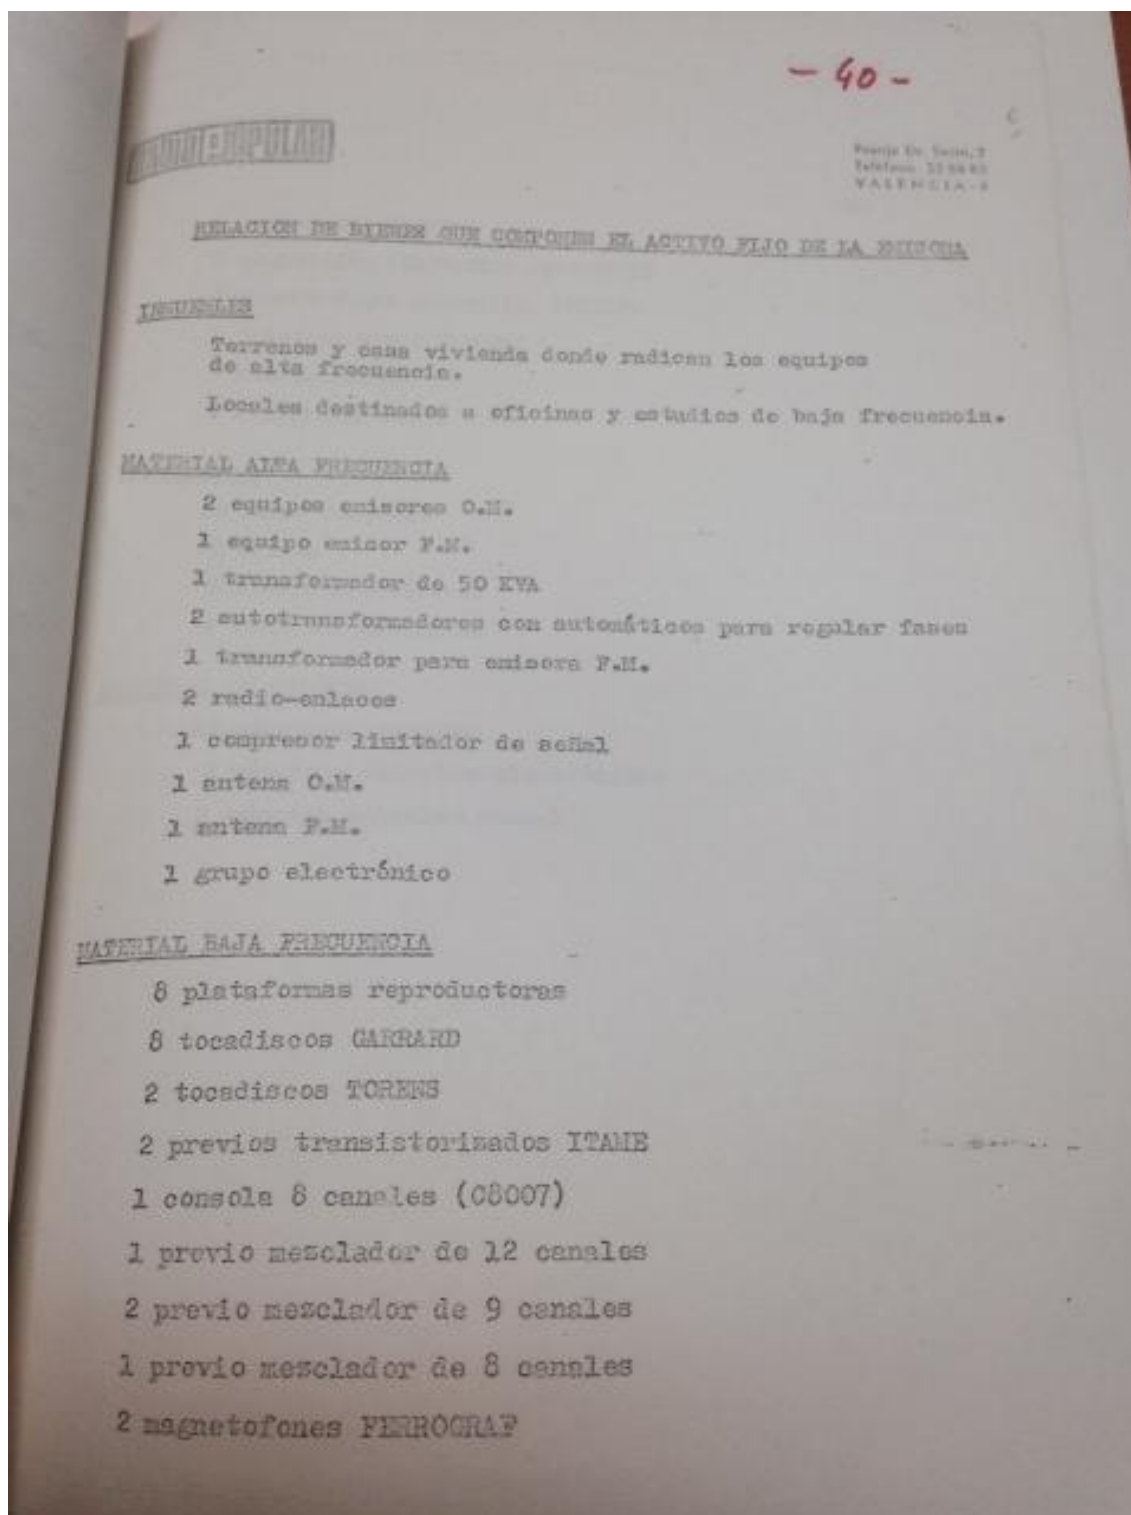 - 40 -
RADIO POPULAR
Teléfono
VALENCIA -
RELACION DE BIENES QUE COMPONEN EL ACTIVO FIJO DE LA EMISORA
INMUEBLES
Terrenos y casa vivienda donde radican los equipos
de alta frecuencia.
Locales destinados a oficinas y estudios de baja frecuencia.
MATERIAL ALTA FRECUENCIA
2 equipos emisores O.M.
1 equipo emisor F.M.
1 transformador de 50 KVA
2 autotransformadores con automáticos para regular fases
1 transformador para emisora F.M.
2 radio-enlaces
1 compresor limitador de señal
1 antena O.M.
1 antena F.M.
1 grupo electrónico
MATERIAL BAJA FRECUENCIA
8 plataformas reproductoras
8 tocadiscos GARRARD
2 tocadiscos TORENS
2 previos transistorizados ITAME
1 consola 8 canales (C8007)
1 previo mezclador de 12 canales
2 previo mezclador de 9 canales
1 previo mezclador de 8 canales
2 magnetofones FERROGRAF